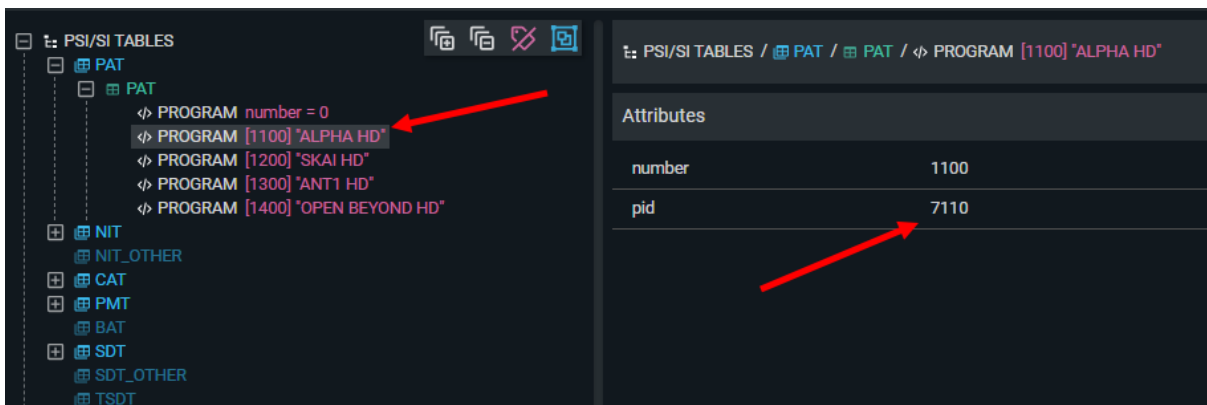 PSI/SI TABLES
PAT
PAT
PROGRAM number = 0
PROGRAM [1100] "ALPHA HD"
PROGRAM [1200] "SKAI HD"
PROGRAM [1300] "ANT1 HD"
PROGRAM [1400] "OPEN BEYOND HD"
NIT
NIT_OTHER
CAT
PMT
BAT
SDT
SDT_OTHER
TSDT
PSI/SI TABLES / PAT / PAT / PROGRAM [1100] "ALPHA HD"
Attributes
number 1100
pid 7110